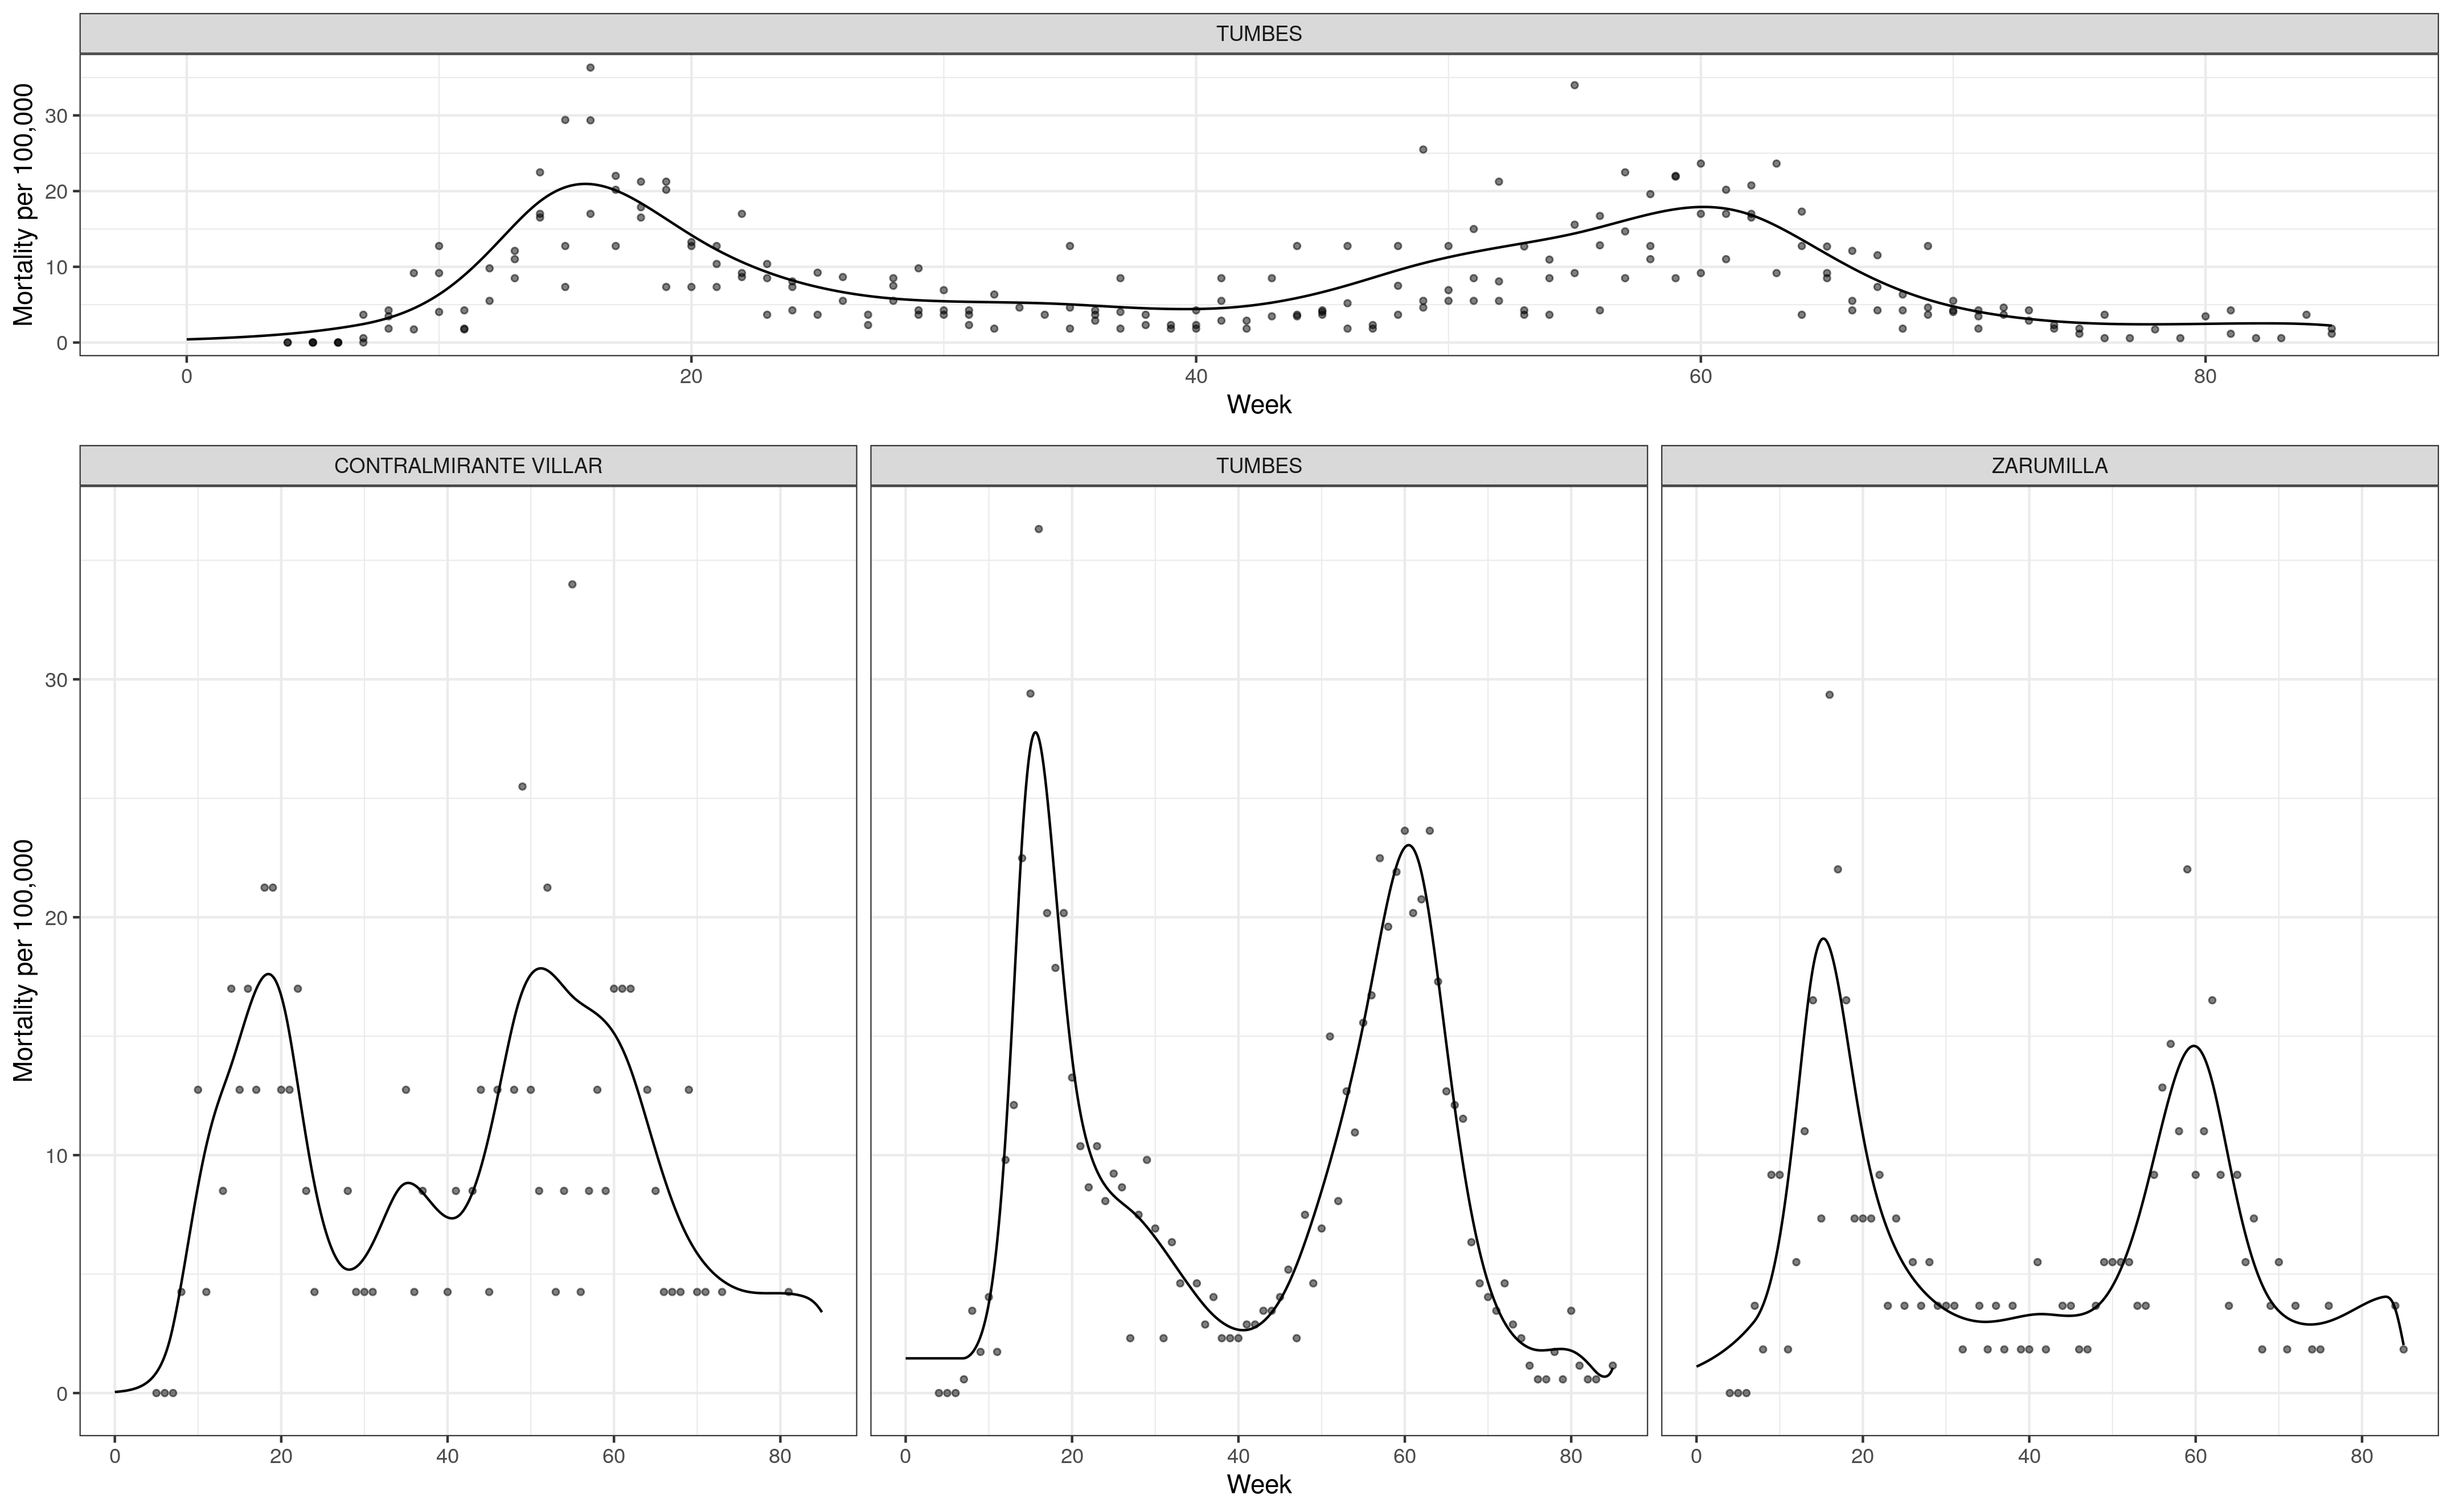 TUMBES
Mortality per 100,000
30
20
10
0
0 20 40 60 80
Week
CONTRALMIRANTE VILLAR TUMBES ZARUMILLA
Mortality per 100,000
30
20
10
0
0 20 40 60 80 0 20 40 60 80 0 20 40 60 80
Week